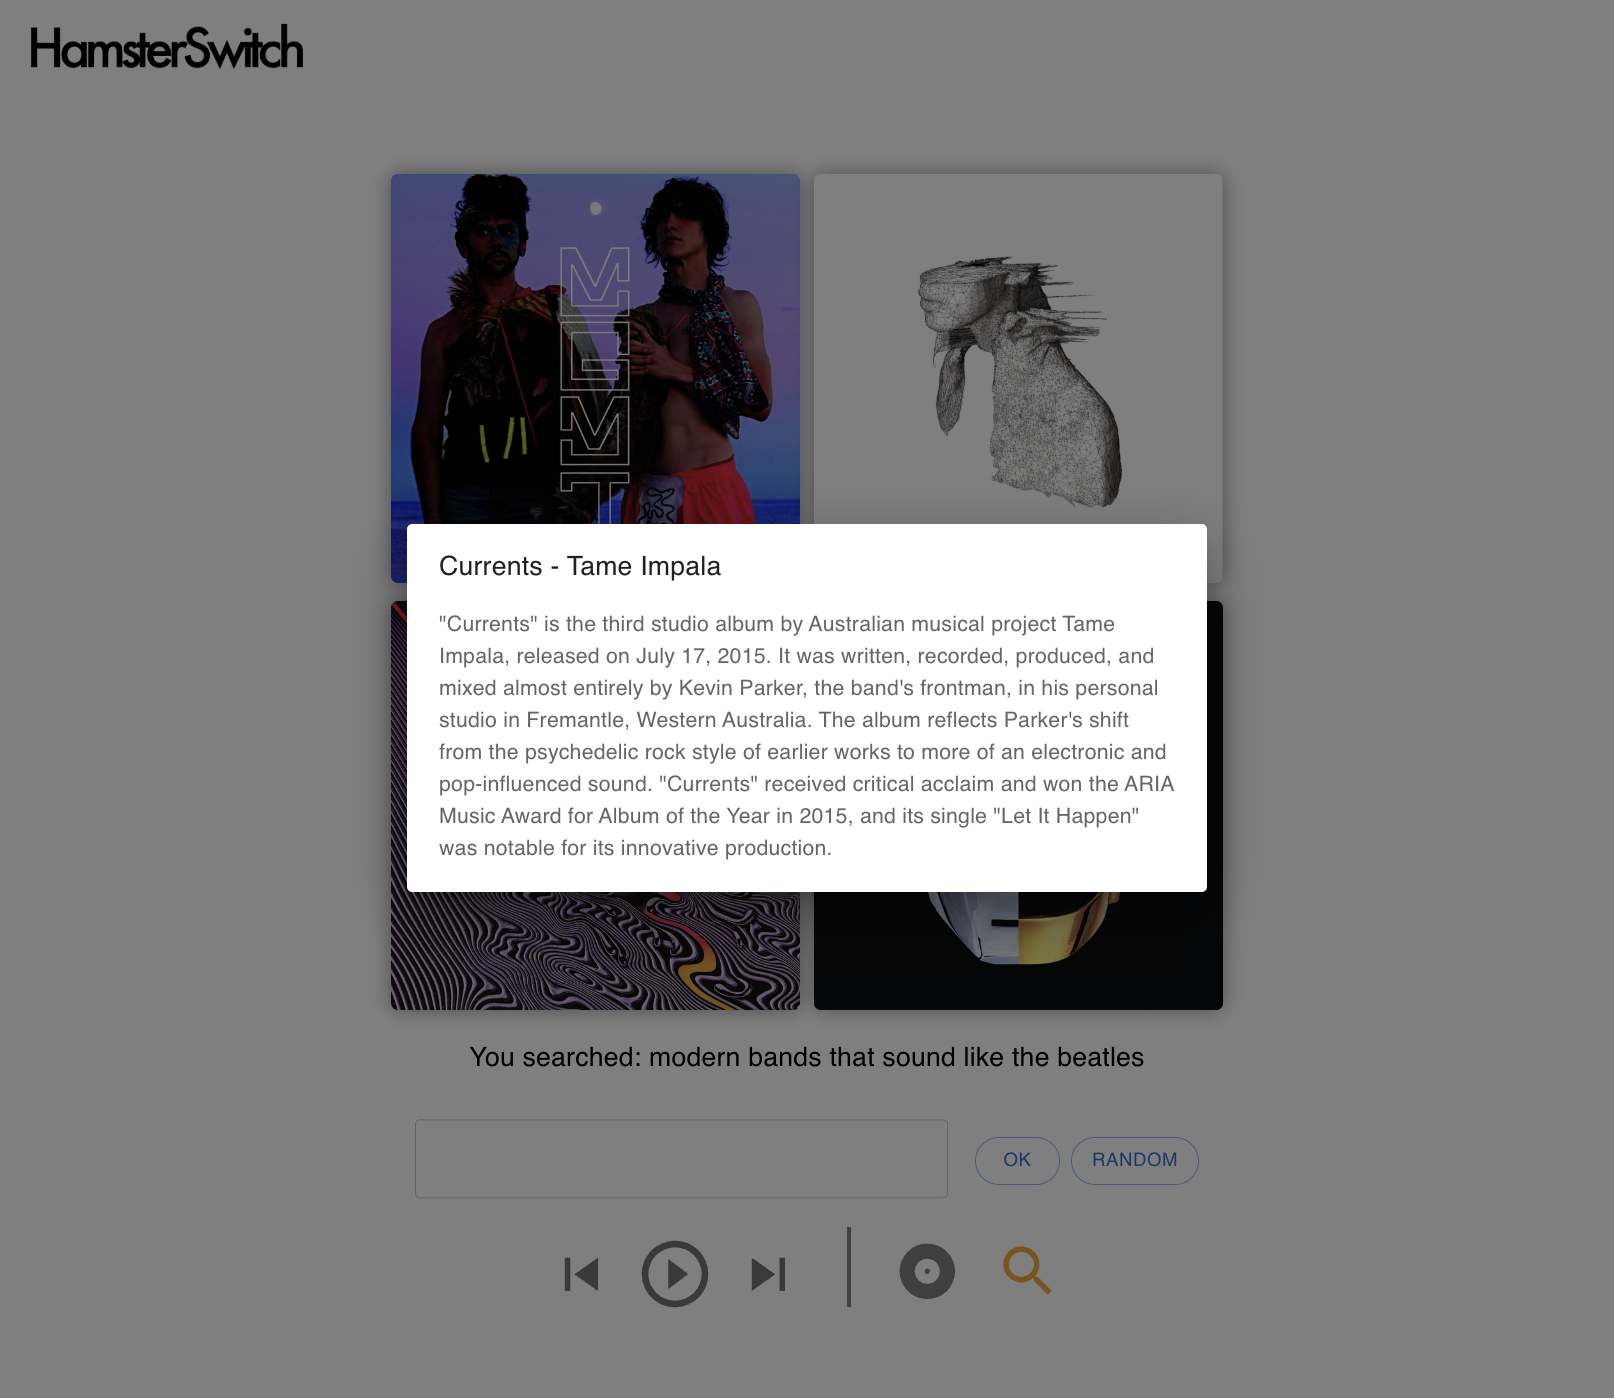 HamsterSwitch
MGMT
Currents - Tame Impala
"Currents" is the third studio album by Australian musical project Tame
Impala, released on July 17, 2015. It was written, recorded, produced, and
mixed almost entirely by Kevin Parker, the band's frontman, in his personal
studio in Fremantle, Western Australia. The album reflects Parker's shift
from the psychedelic rock style of earlier works to more of an electronic and
pop-influenced sound. "Currents" received critical acclaim and won the ARIA
Music Award for Album of the Year in 2015, and its single "Let It Happen"
was notable for its innovative production.
You searched: modern bands that sound like the beatles
OK
RANDOM